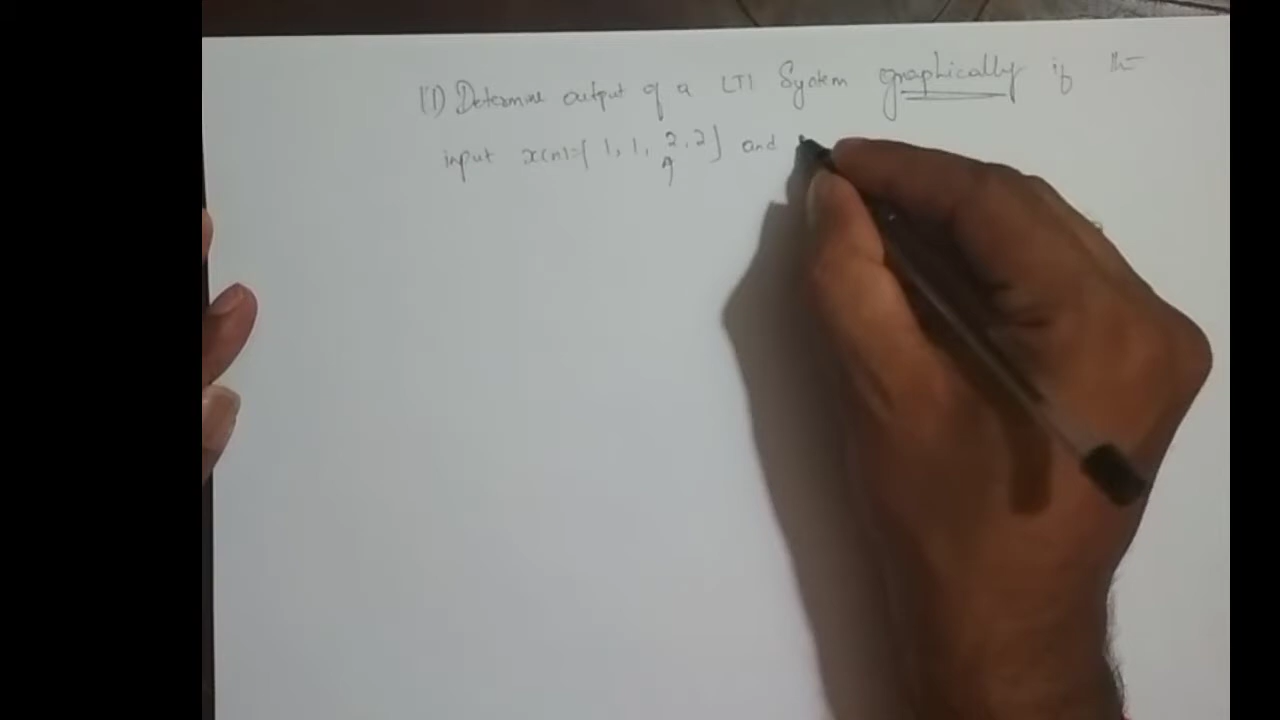 (1) Determine output of a LTI System graphically if the
input x(n)={ 1, 1, 2, 2} and
↑